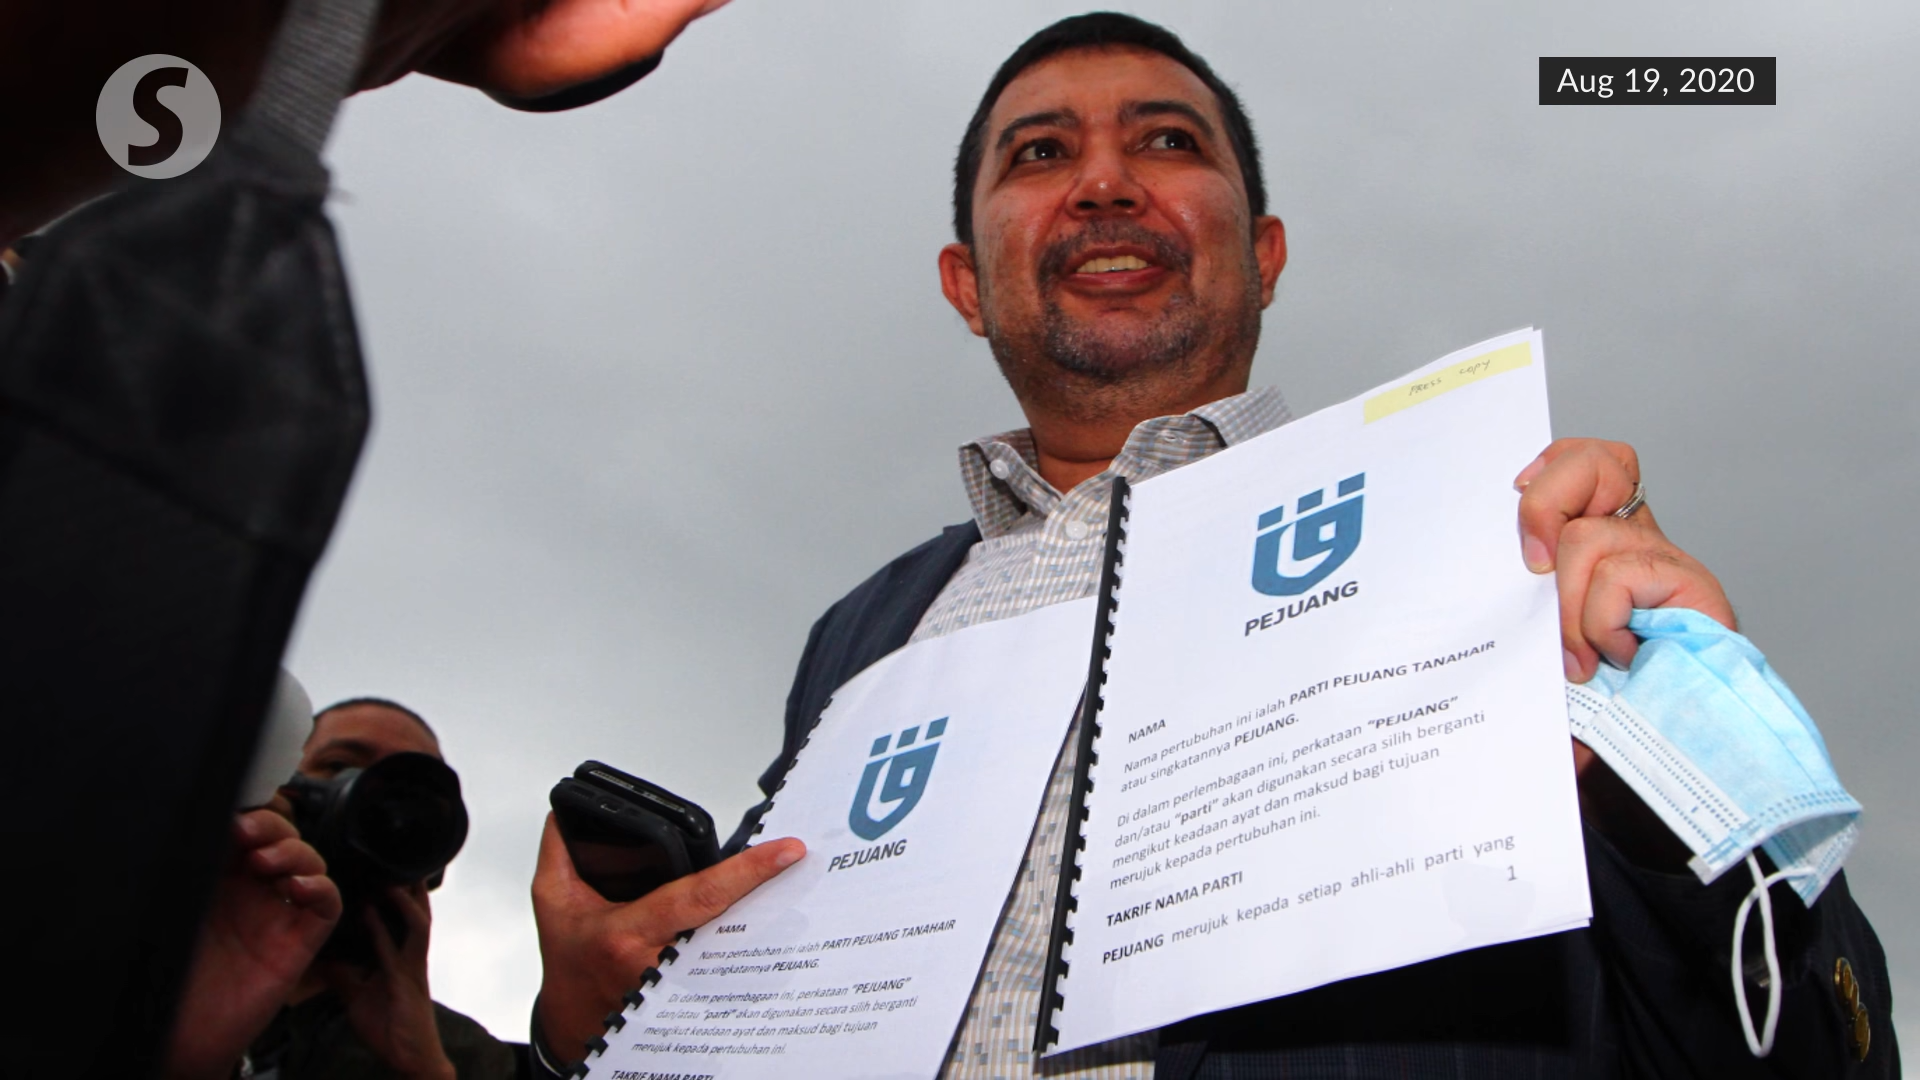 S
Aug 19, 2020
PRESS COPY
PEJUANG
NAMA
Nama pertubuhan ini ialah PARTI PEJUANG TANAHAIR
atau singkatannya PEJUANG.
Di dalam perlembagaan ini, perkataan "PEJUANG"
dan/atau "parti" akan digunakan secara silih berganti
mengikut keadaan ayat dan maksud bagi tujuan
merujuk kepada pertubuhan ini.
TAKRIF NAMA PARTI
PEJUANG merujuk kepada setiap ahli-ahli parti yang
1
PEJUANG
NAMA
Nama pertubuhan ini ialah PARTI PEJUANG TANAHAIR
atau singkatannya PEJUANG.
Di dalam perlembagaan ini, perkataan "PEJUANG"
dan/atau "parti" akan digunakan secara silih berganti
mengikut keadaan ayat dan maksud bagi tujuan
merujuk kepada pertubuhan ini.
TAKRIF NAMA PARTI